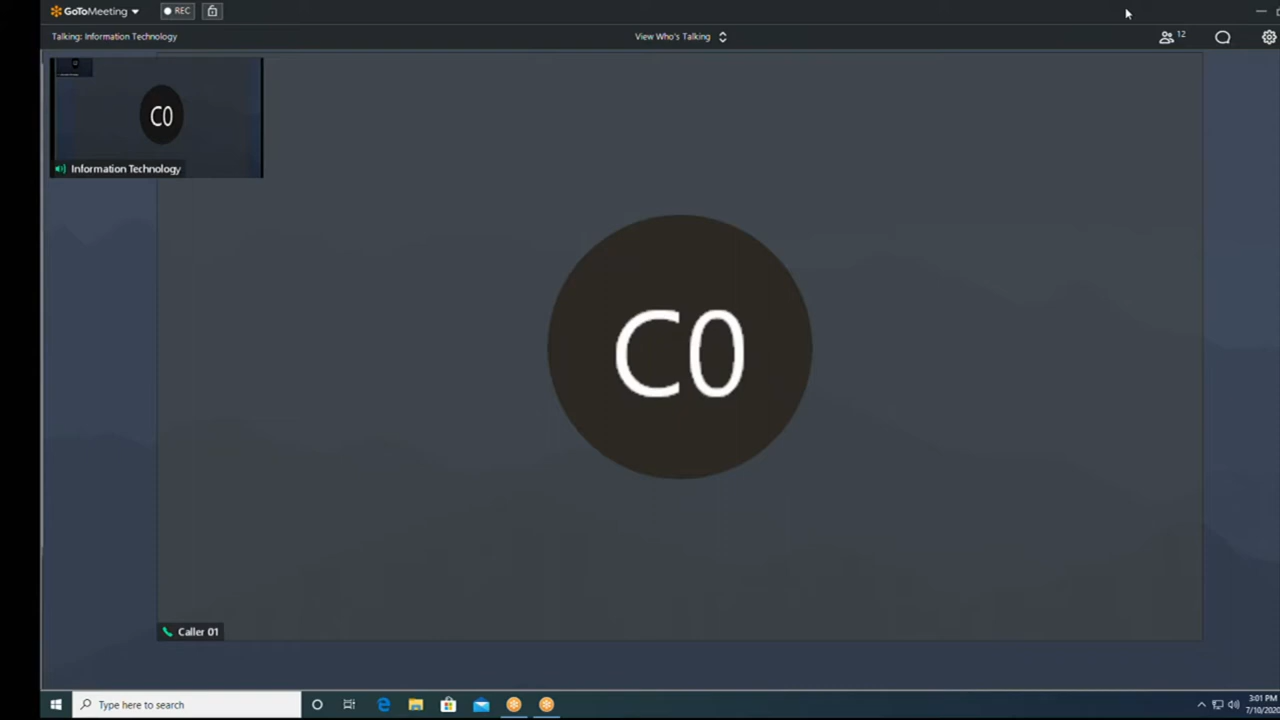 GoToMeeting
REC
Talking: Information Technology
View Who's Talking
12
C0
Information Technology
C0
Caller 01
Type here to search
3:01 PM